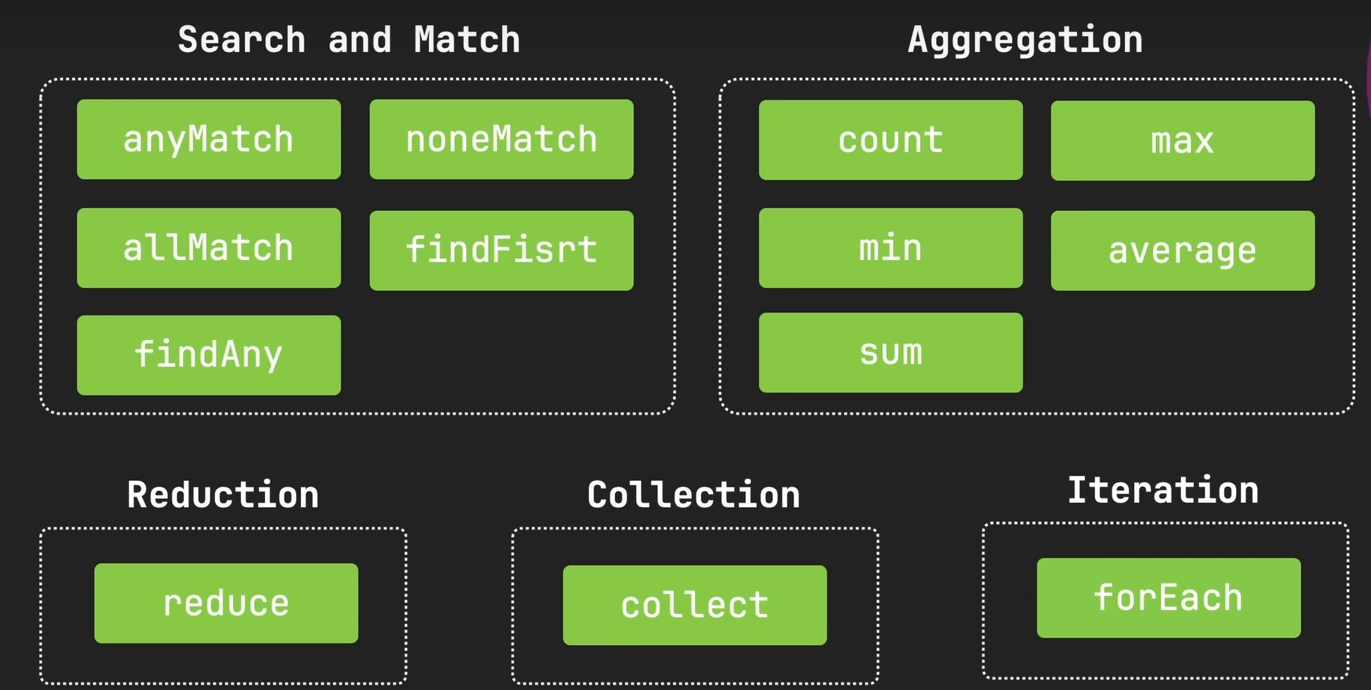 Search and Match
anyMatch
noneMatch
allMatch
findFisrt
findAny
Aggregation
count
max
min
average
sum
Reduction
reduce
Collection
collect
Iteration
forEach